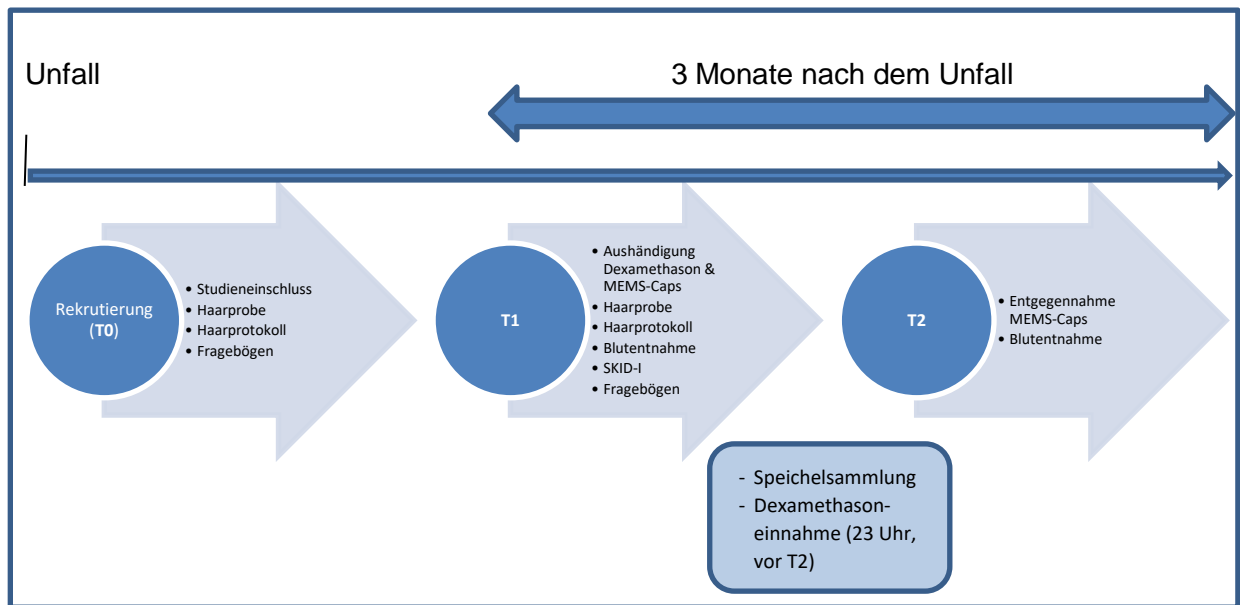 Unfall
3 Monate nach dem Unfall
Rekrutierung
(T0)
• Studieneinschluss
• Haarprobe
• Haarprotokoll
• Fragebögen
T1
• Aushändigung
Dexamethason &
MEMS-Caps
• Haarprobe
• Haarprotokoll
• Blutentnahme
• SKID-I
• Fragebögen
T2
• Entgegennahme
MEMS-Caps
• Blutentnahme
- Speichelsammlung
- Dexamethason-
einnahme (23 Uhr,
vor T2)